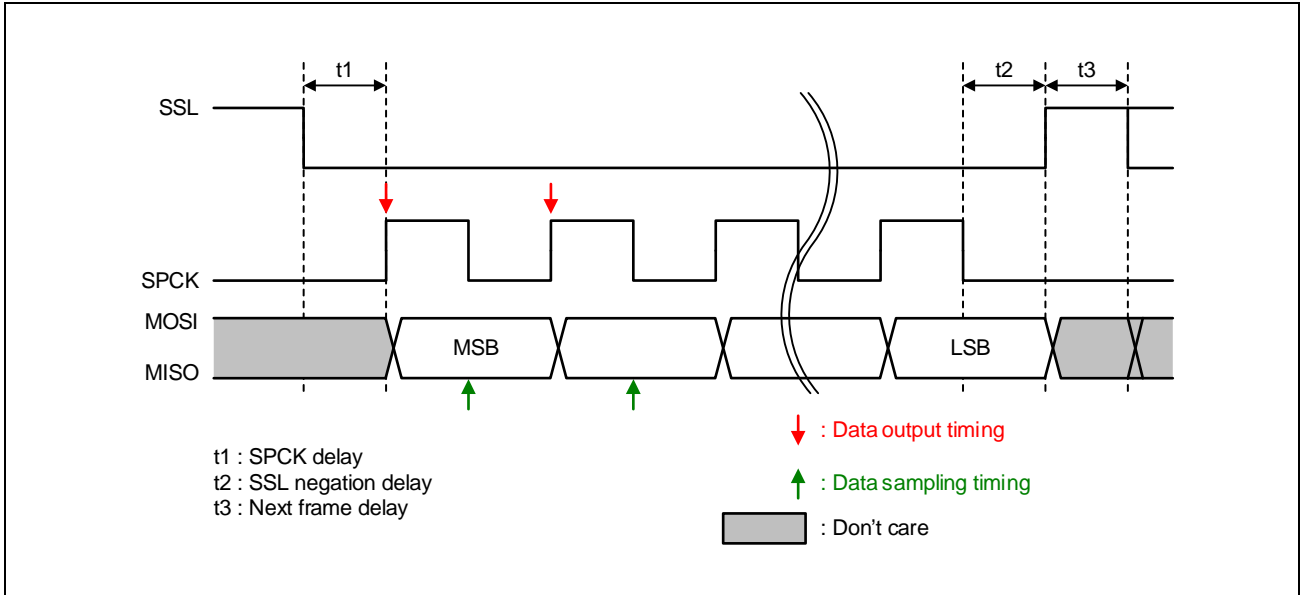 t1
t2
t3
SSL
SPCK
MOSI
MSB
LSB
MISO
: Data output timing
t1 : SPCK delay
t2 : SSL negation delay
: Data sampling timing
t3 : Next frame delay
: Don't care